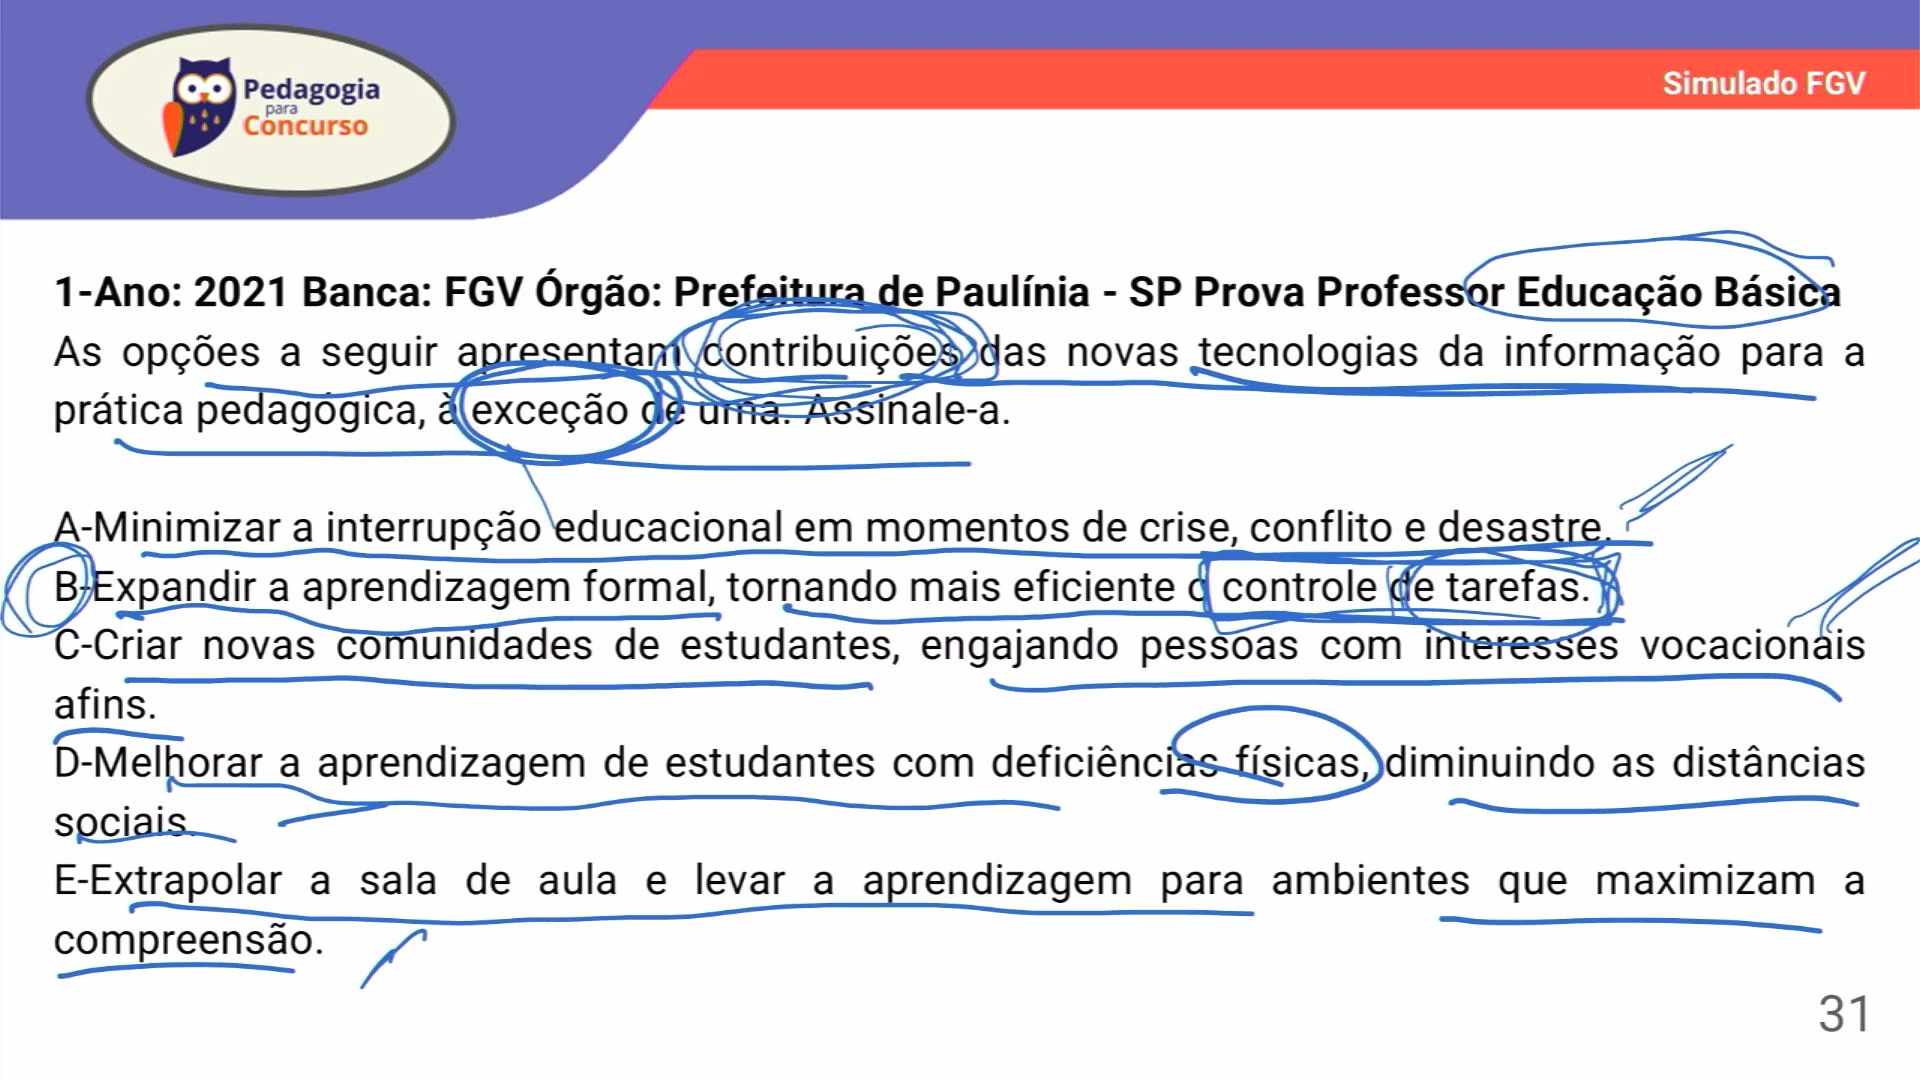 Pedagogia
para
Concurso
Simulado FGV
1-Ano: 2021 Banca: FGV Órgão: Prefeitura de Paulínia - SP Prova Professor Educação Básica
As opções a seguir apresentam contribuições das novas tecnologias da informação para a
prática pedagógica, à exceção de uma. Assinale-a.
A-Minimizar a interrupção educacional em momentos de crise, conflito e desastre.
B-Expandir a aprendizagem formal, tornando mais eficiente o controle de tarefas.
C-Criar novas comunidades de estudantes, engajando pessoas com interesses vocacionais
afins.
D-Melhorar a aprendizagem de estudantes com deficiências físicas, diminuindo as distâncias
sociais.
E-Extrapolar a sala de aula e levar a aprendizagem para ambientes que maximizam a
compreensão.
31